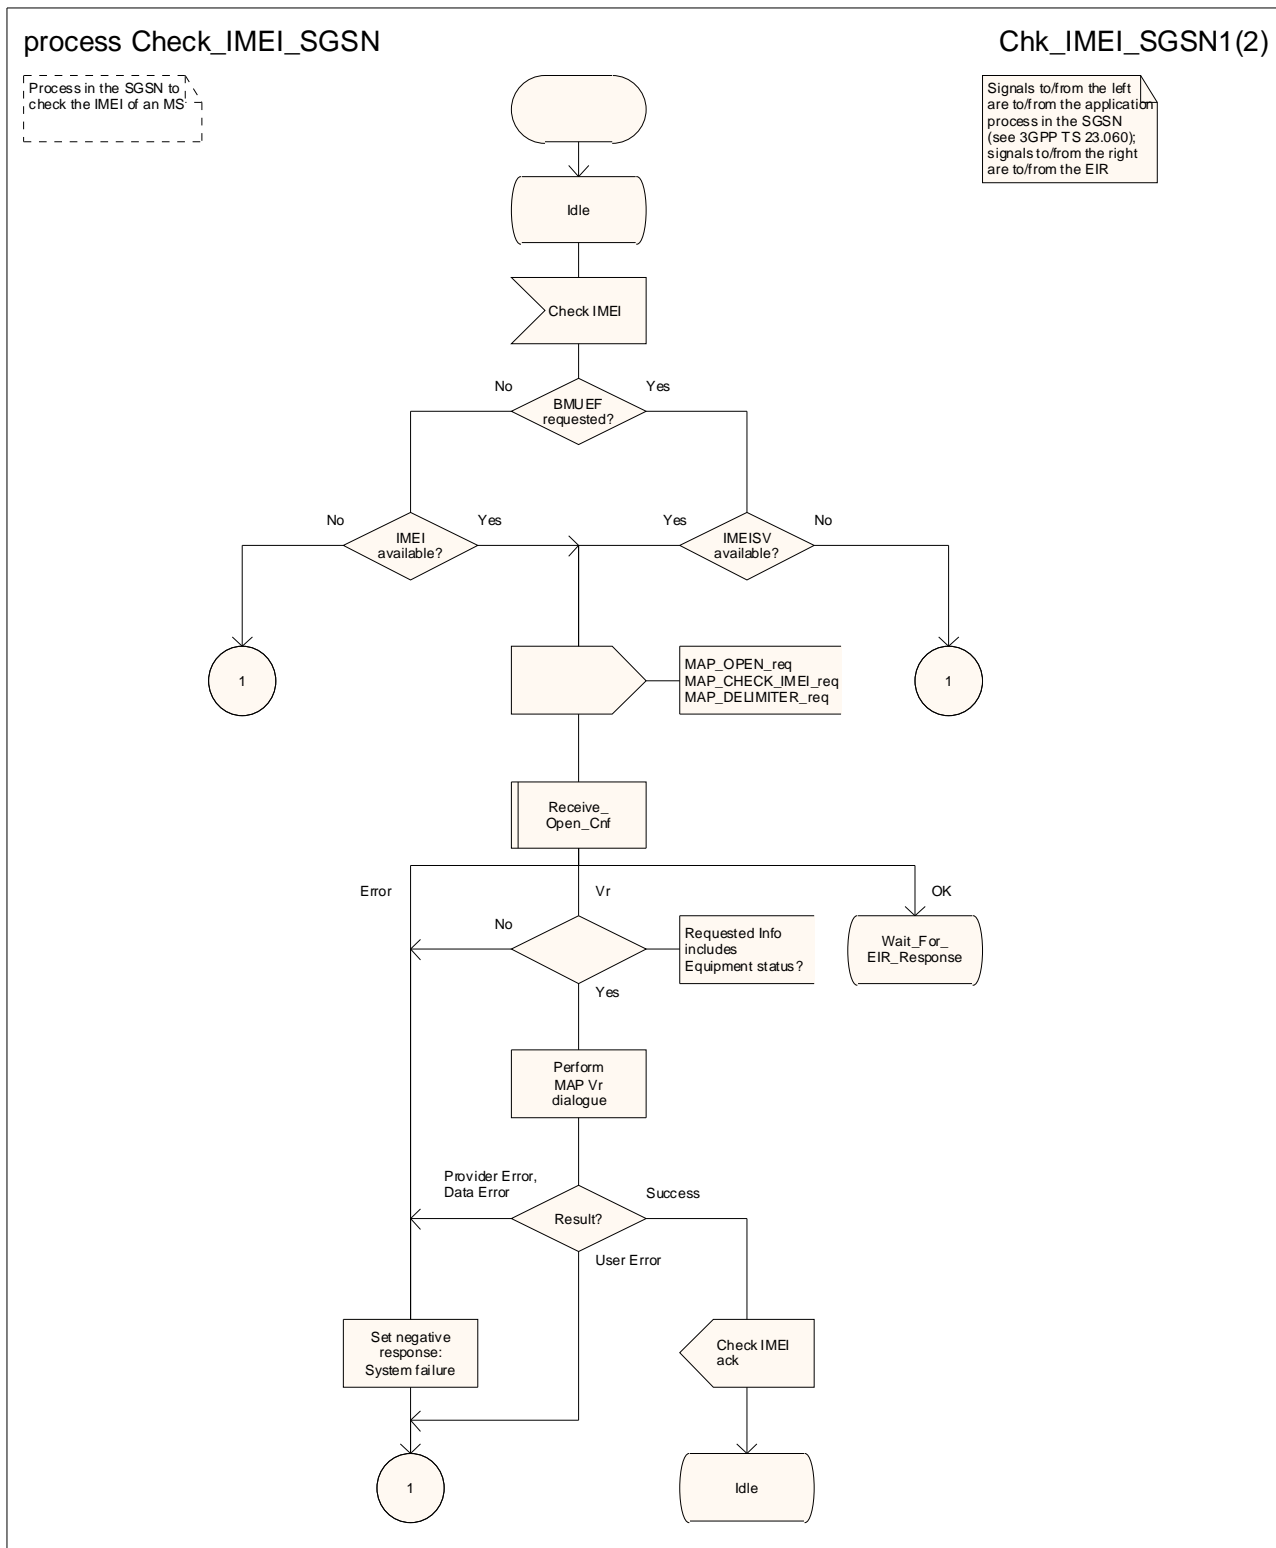 process Check_IMEI_SGSN
Chk_IMEI_SGSN1(2)
Process in the SGSN to
check the IMEI of an MS
Signals to/from the left
are to/from the application
process in the SGSN
(see 3GPP TS 23.060);
signals to/from the right
are to/from the EIR
Idle
Check IMEI
No
Yes
BMUEF
requested?
No
Yes
Yes
No
IMEI
available?
IMEISV
available?
1
MAP_OPEN_req
MAP_CHECK_IMEI_req
MAP_DELIMITER_req
1
Receive_
Open_Cnf
Error
Vr
OK
No
Requested Info
includes
Equipment status?
Wait_For_
EIR_Response
Yes
Perform
MAP Vr
dialogue
Provider Error,
Data Error
Success
Result?
User Error
Set negative
response:
System failure
Check IMEI
ack
1
Idle